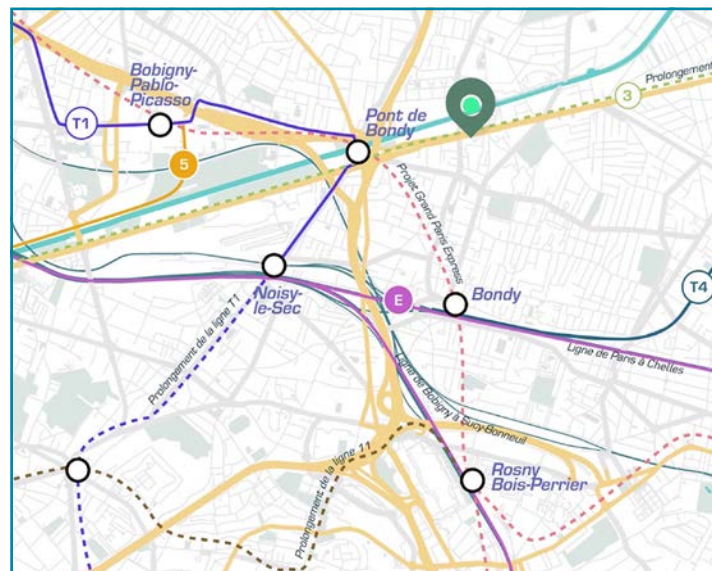 Bobigny-
Pablo-
Picasso
T1
5
Pont de
Bondy
3
Prolongement
Projet Grand Paris Express
Noisy-
le-Sec
E
Bondy
T4
Ligne de Paris à Chelles
Prolongement de la ligne T1
Ligne de Bobigny à Sucy-Bonneuil
Prolongement de la ligne 11
Rosny
Bois-Perrier